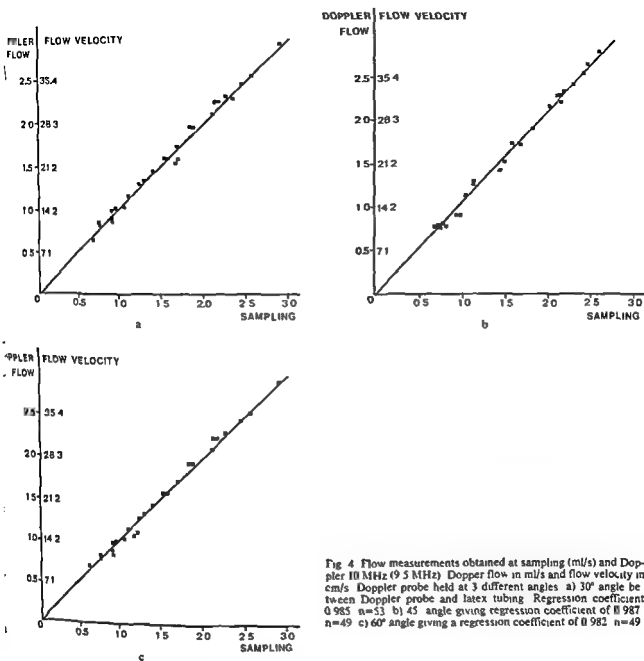 FLOW VELOCITY
FLOW
2.5 35.4
2.0 28.3
1.5 21.2
1.0 14.2
0.5 7.1
0 0.5 1.0 1.5 2.0 2.5 3.0
SAMPLING
a
DOPPLER FLOW VELOCITY
FLOW
2.5 35.4
2.0 28.3
1.5 21.2
1.0 14.2
0.5 7.1
0 0.5 1.0 1.5 2.0 2.5 3.0
SAMPLING
b
FLOW VELOCITY
FLOW
35.4
2.0 28.3
1.5 21.2
1.0 14.2
0.5 7.1
0 0.5 1.0 1.5 2.0 2.5 3.0
SAMPLING
c
Fig 4 Flow measurements obtained at sampling (ml/s) and Dop-
pler 10 MHz (9 5 MHz) Dopper flow in ml/s and flow velocity in
cm/s Doppler probe held at 3 different angles a) 30° angle be
tween Doppler probe and latex tubing Regression coefficient
0 985 n=53 b) 45 angle giving regression coefficient of 0 987
n=49 c) 60° angle giving a regression coefficient of 0 982 n=49